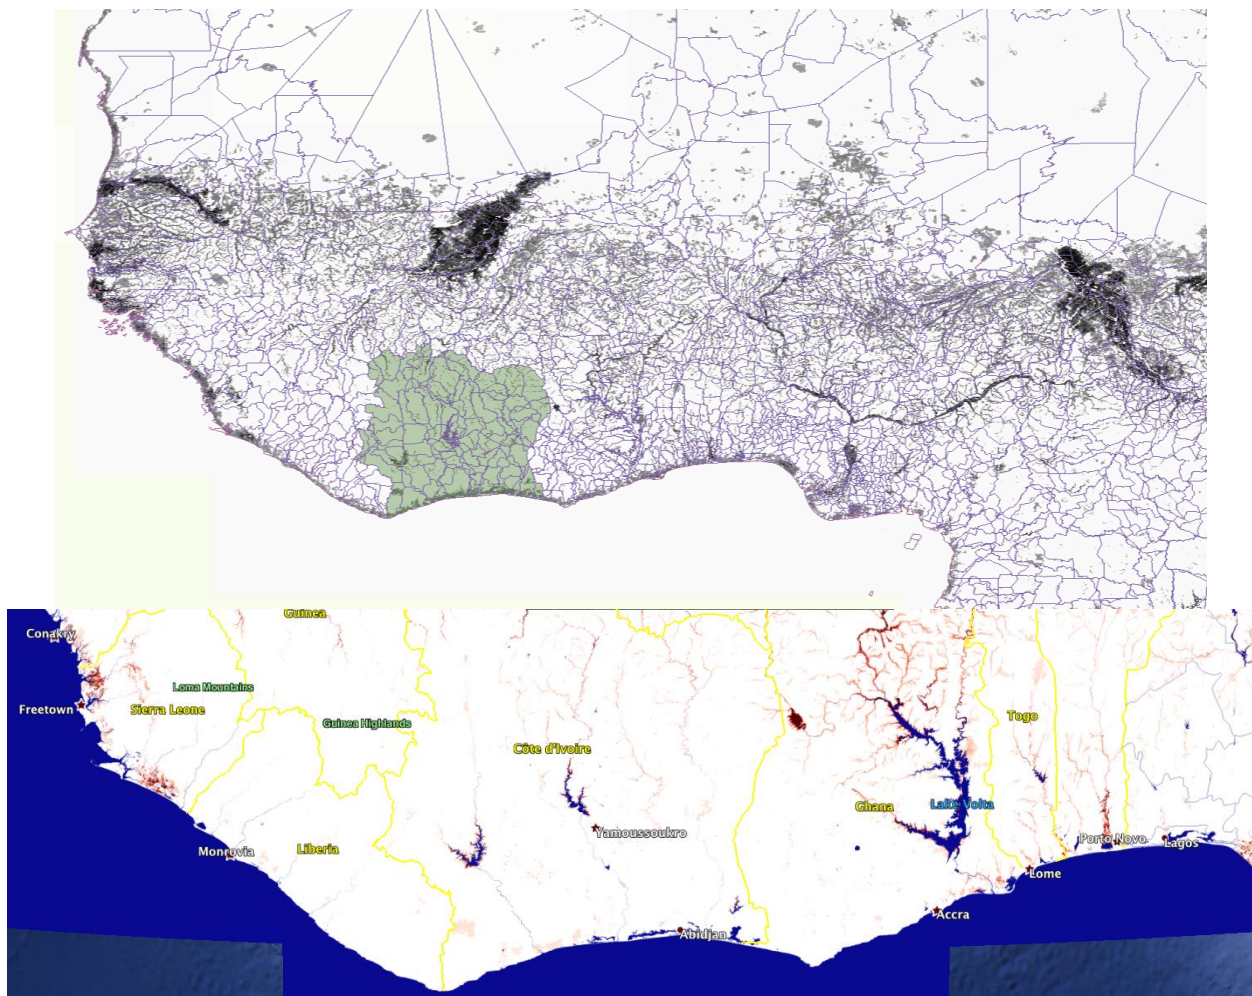 Guinea
Conakry
Loma Mountains
Freetown
Sierra Leone
Guinea Highlands
Togo
Côte d'Ivoire
Ghana
Lake Volta
Yamoussoukro
Porto Novo
Lagos
Monrovia
Liberia
Lome
Accra
Abidjan